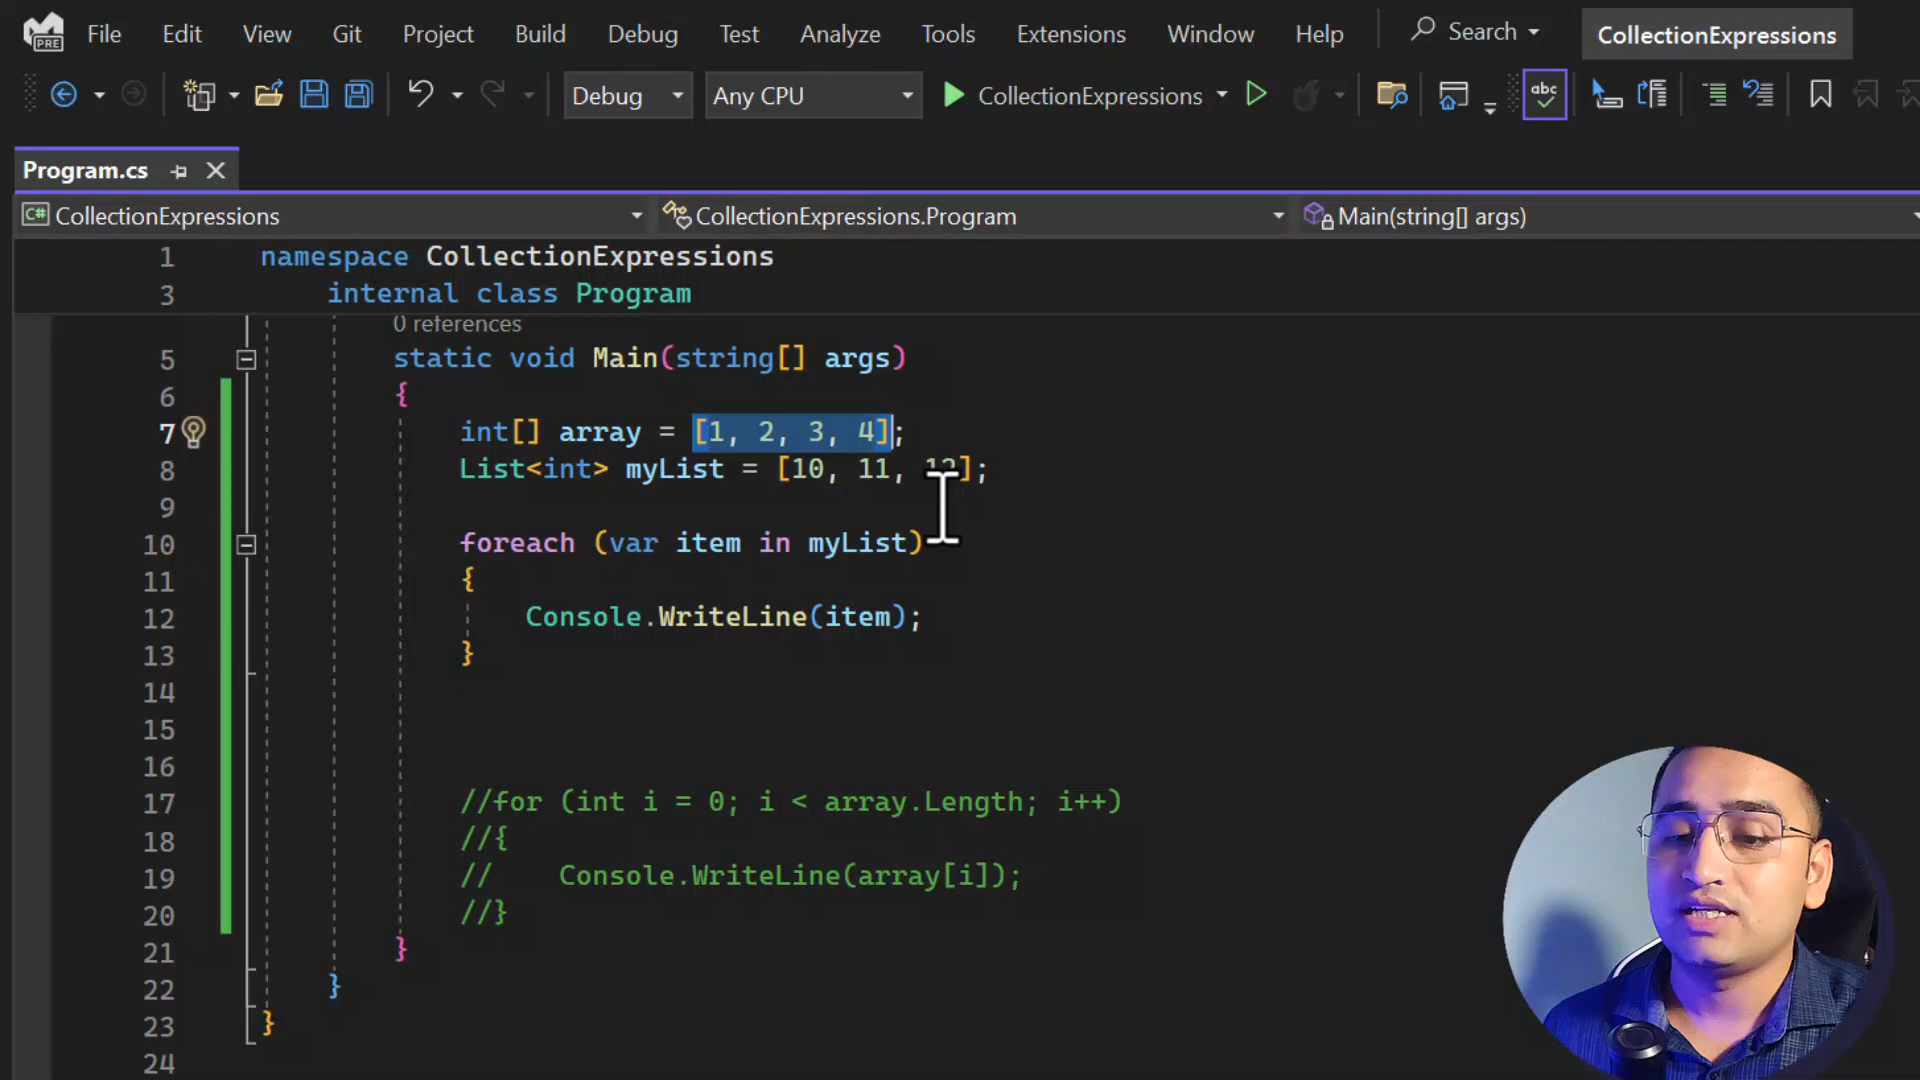 PRE File Edit View Git Project Build Debug Test Analyze Tools Extensions Window Help Search CollectionExpressions
Debug Any CPU CollectionExpressions abc
Program.cs
C# CollectionExpressions CollectionExpressions.Program Main(string[] args)
1 namespace CollectionExpressions
3 internal class Program
0 references
5 static void Main(string[] args)
6 {
7 int[] array = [1, 2, 3, 4];
8 List<int> myList = [10, 11, 12];
9
10 foreach (var item in myList)
11 {
12 Console.WriteLine(item);
13 }
14
15
16
17 //for (int i = 0; i < array.Length; i++)
18 //{
19 // Console.WriteLine(array[i]);
20 //}
21 }
22 }
23 }
24